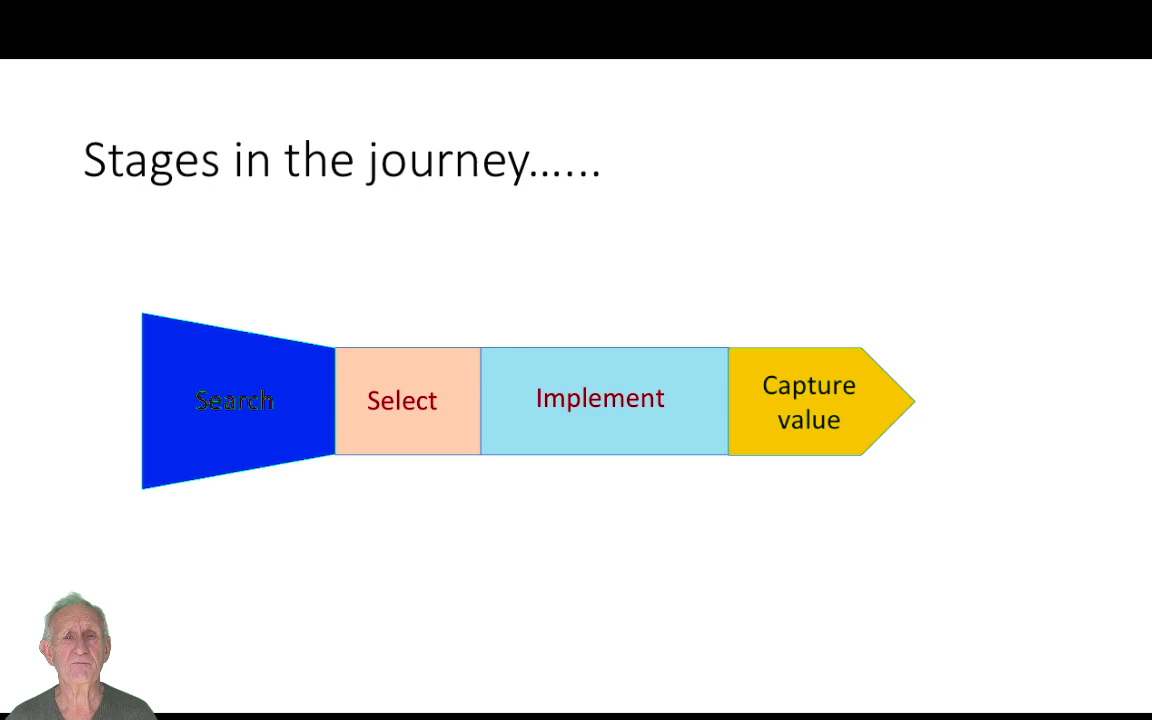 Stages in the journey……
Search
Select
Implement
Capture
value